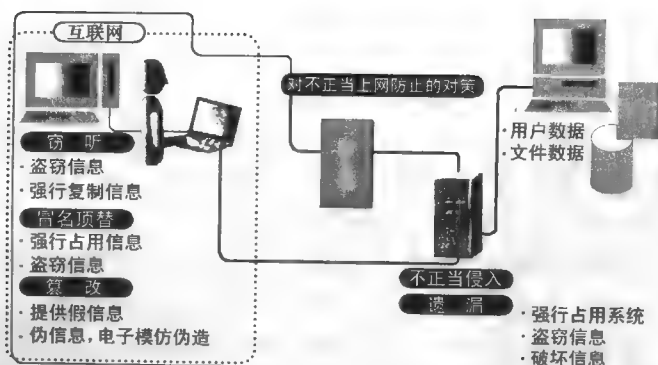 互联网
窃 听
· 盗窃信息
· 强行复制信息
冒名顶替
· 强行占用信息
· 盗窃信息
篡 改
· 提供假信息
· 伪信息，电子模仿伪造
对不正当上网防止的对策
· 用户数据
· 文件数据
不正当侵入
遗 漏
· 强行占用系统
· 盗窃信息
· 破坏信息